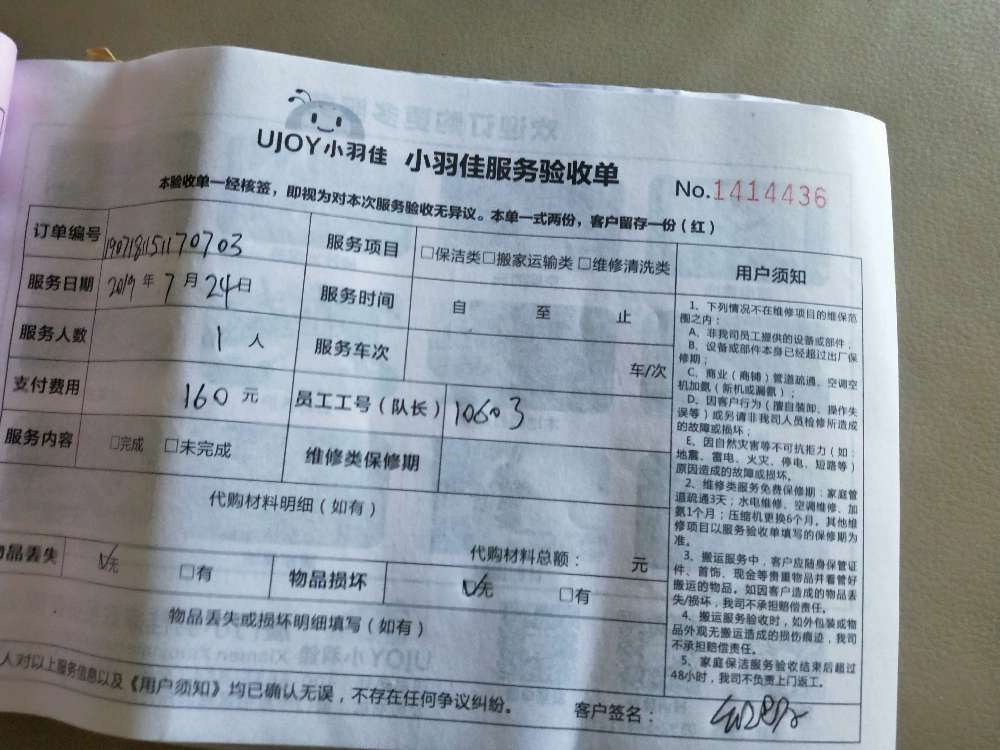 UJOY小羽佳 小羽佳服务验收单
No.1414436
本验收单一经核签，即视为对本次服务验收无异议。本单一式两份，客户留存一份（红）
订单编号 190718151170703 服务项目 □保洁类□搬家运输类□维修清洗类
服务日期 2019年7月24日 服务时间 自 至 止
服务人数 1人 服务车次 车/次
支付费用 160元 员工工号（队长） 10603
服务内容 □完成 □未完成 维修类保修期
代购材料明细（如有）
代购材料总额： 元
物品丢失 ☑无 □有 物品损坏 ☑无 □有
物品丢失或损坏明细填写（如有）
人对以上服务信息以及《用户须知》均已确认无误，不存在任何争议纠纷。
客户签名：
用户须知
1、下列情况不在维修项目的维保范
围之内：
A、非我司员工提供的设备或部件，
B、设备或部件本身已经超过出厂保
修期；
C、商业（商铺）管道疏通、空调空
机加氨（新机或漏氨）；
D、因客户行为（擅自装卸、操作失
误等）或另请非我司人员检修所造成
的故障或损坏；
E、因自然灾害等不可抗拒力（如：
地震、雷电、火灾、停电、短路等）
原因造成的故障或损坏。
2、维修类服务免费保修期：家庭管
道疏通3天；水电维修、空调维修、加
氨1个月；压缩机更换6个月。其他维
修项目以服务验收单填写的保修期为
准。
3、搬运服务中，客户应随身保管证
件、首饰、现金等贵重物品并看管好
搬运的物品。如因客户造成的物品丢
失/损坏，我司不承担赔偿责任。
4、搬运服务验收时，如外包装或物
品外观无搬运造成的损伤痕迹，我司
不承担赔偿责任。
5、家庭保洁服务验收结束后超过
48小时，我司不负责上门返工。